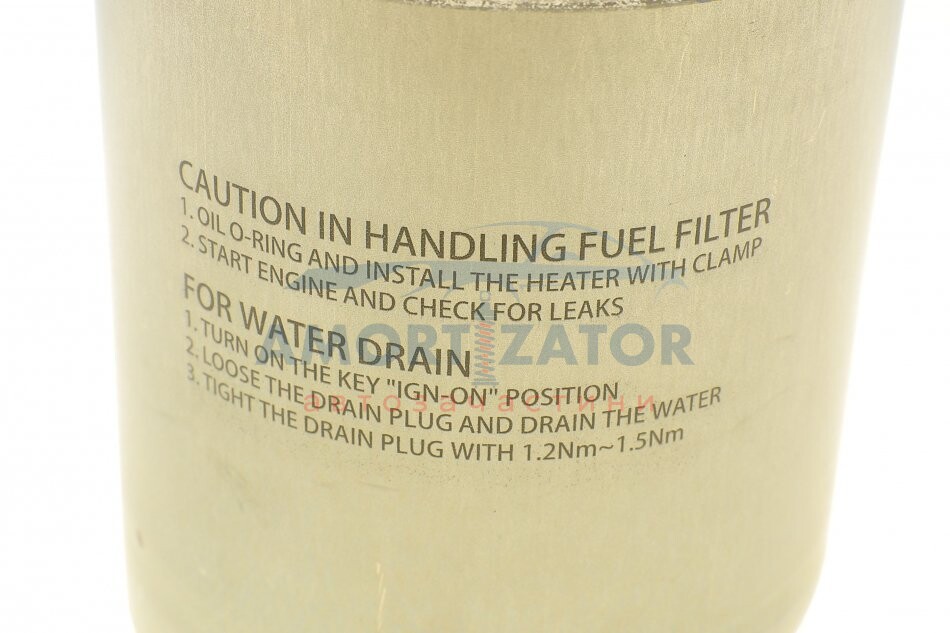 CAUTION IN HANDLING FUEL FILTER
1. OIL O-RING AND INSTALL THE HEATER WITH CLAMP
2. START ENGINE AND CHECK FOR LEAKS
FOR WATER DRAIN
1. TURN ON THE KEY "IGN-ON" POSITION
2. LOOSE THE DRAIN PLUG AND DRAIN THE WATER
3. TIGHT THE DRAIN PLUG WITH 1.2Nm~1.5Nm
AMORTIZATOR
автозапчастини